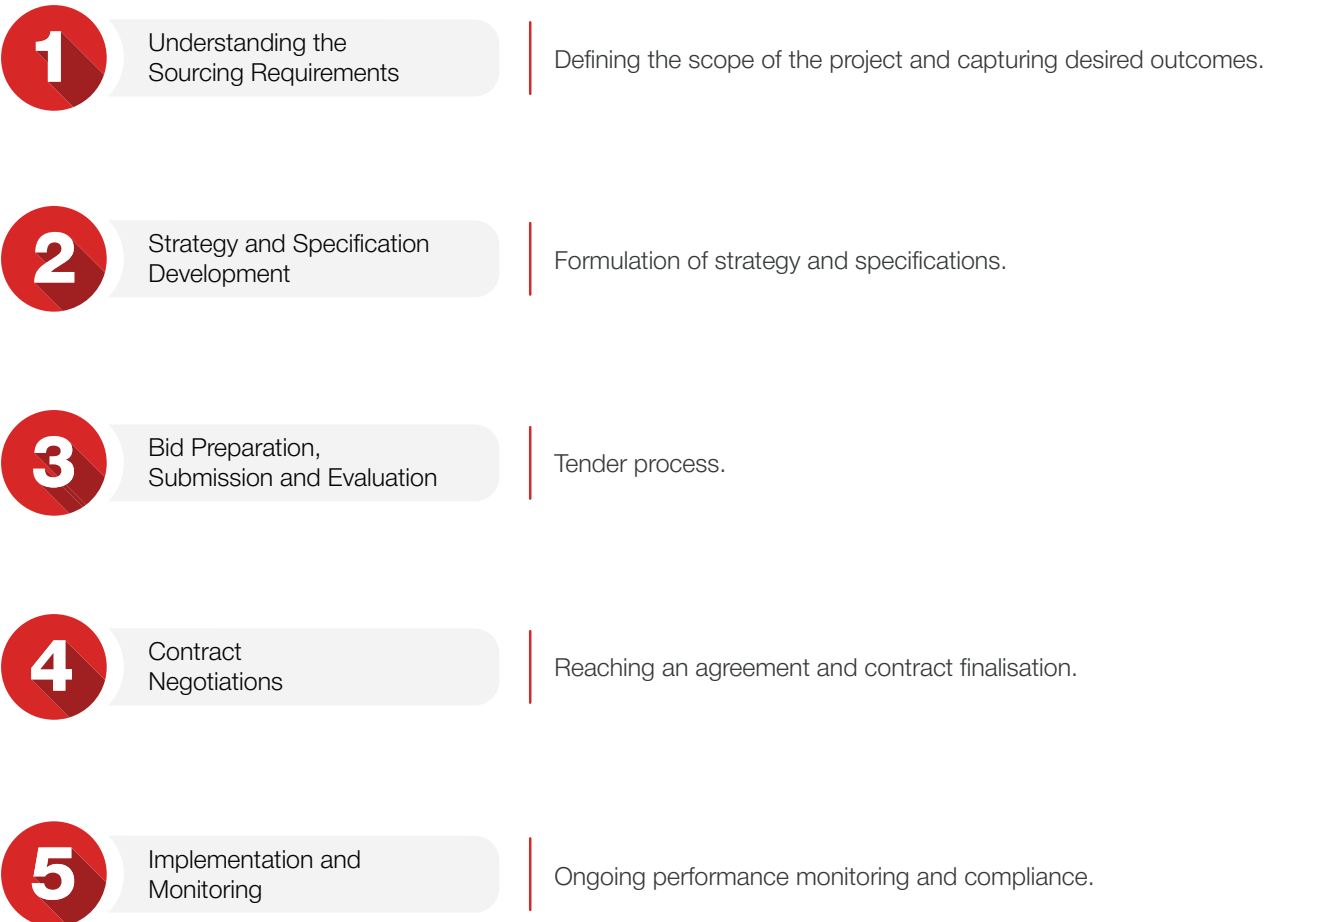 1
Understanding the
Sourcing Requirements
Defining the scope of the project and capturing desired outcomes.
2
Strategy and Specification
Development
Formulation of strategy and specifications.
3
Bid Preparation,
Submission and Evaluation
Tender process.
4
Contract
Negotiations
Reaching an agreement and contract finalisation.
5
Implementation and
Monitoring
Ongoing performance monitoring and compliance.